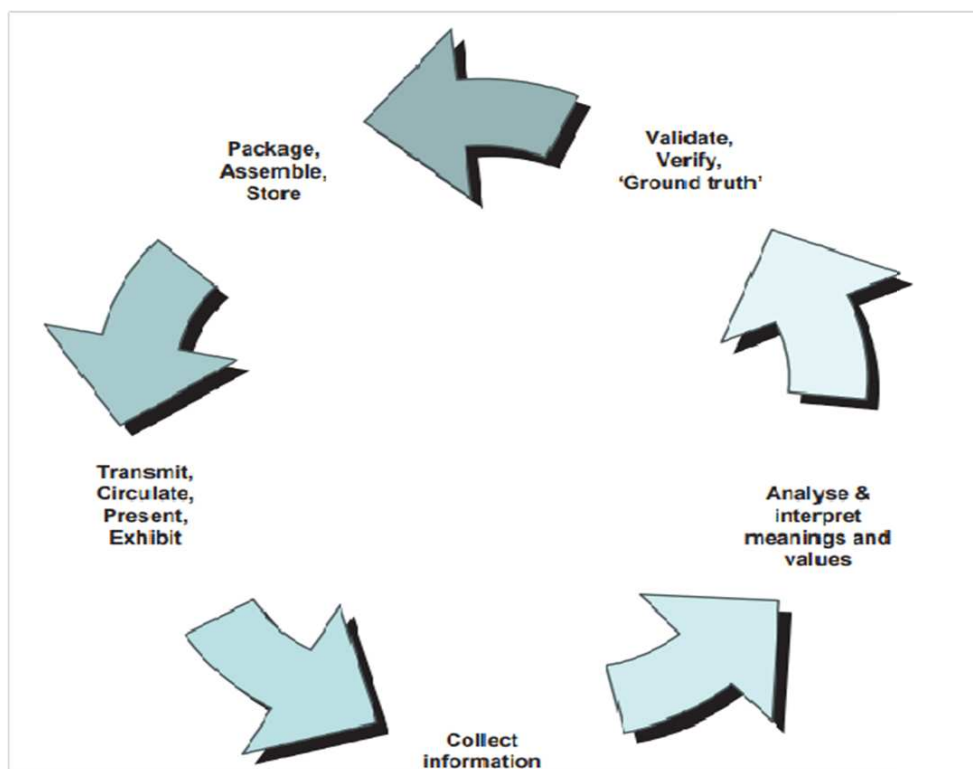 Package,
Assemble,
Store
Validate,
Verify,
‘Ground truth’
Transmit,
Circulate,
Present,
Exhibit
Analyse &
interpret
meanings and
values
Collect
information